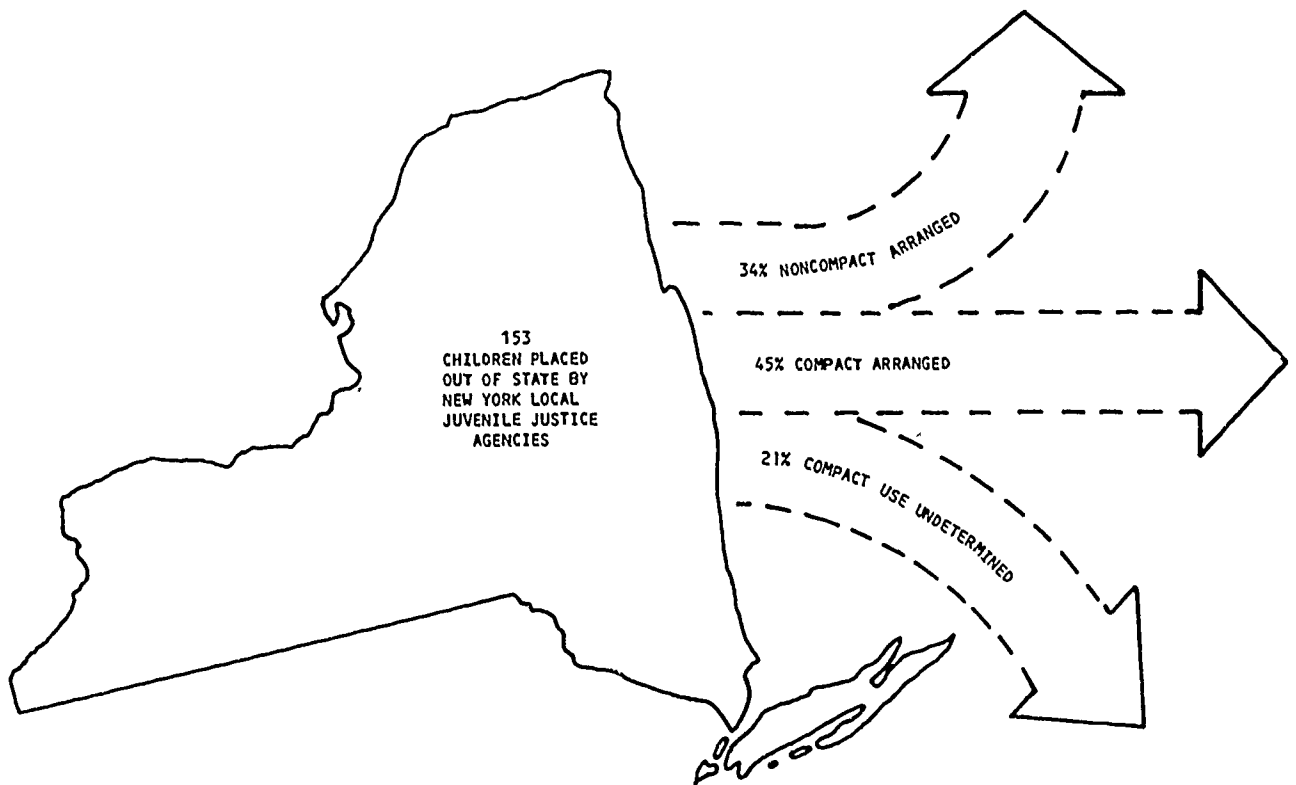 153
CHILDREN PLACED
OUT OF STATE BY
NEW YORK LOCAL
JUVENILE JUSTICE
AGENCIES
34% NONCOMPACT ARRANGED
45% COMPACT ARRANGED
21% COMPACT USE UNDETERMINED